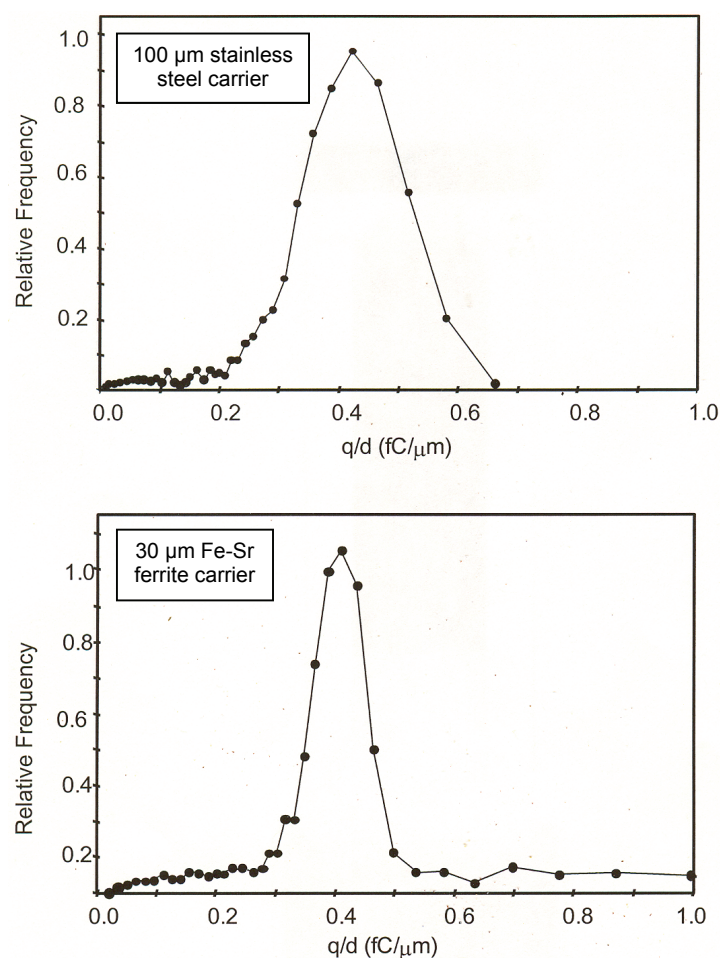 1.0
100 µm stainless
steel carrier
0.8
0.6
0.4
0.2
Relative Frequency
0.0 0.2 0.4 0.6 0.8 1.0
q/d (fC/µm)
30 µm Fe-Sr
ferrite carrier
1.0
0.8
0.6
0.4
0.2
Relative Frequency
0.0 0.2 0.4 0.6 0.8 1.0
q/d (fC/µm)